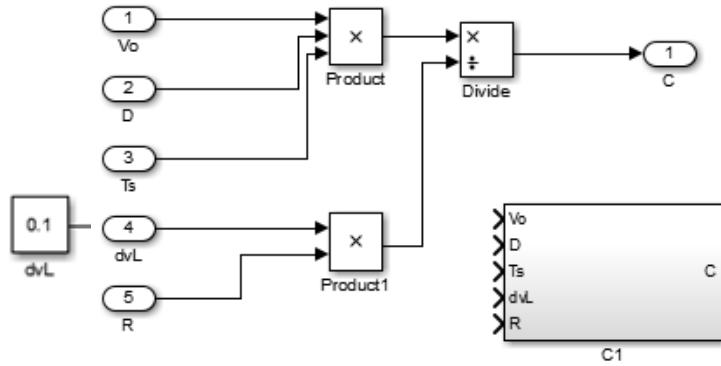 1
Vo
2
D
3
Ts
0.1
dvL
4
dvL
5
R
×
Product
×
Product1
×
÷
Divide
1
C
Vo
D
Ts
dvL
R
C
C1